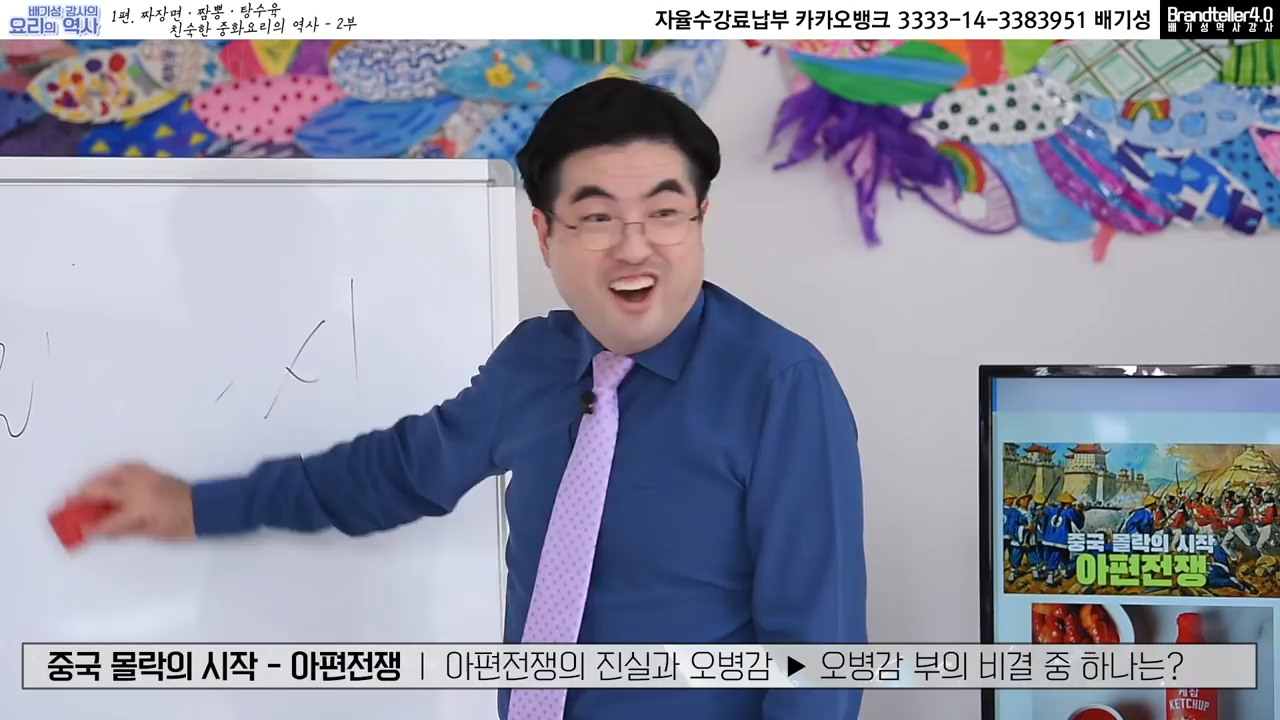 배기성 강사의
요리의 역사
1편. 짜장면·짬뽕·탕수육
친숙한 중화요리의 역사 - 2부
자율수강료납부 카카오뱅크 3333-14-3383951 배기성
Brandteller4.0
배기성역사강사
시
중국 몰락의 시작
아편전쟁
케찹
KETCHUP
중국 몰락의 시작 - 아편전쟁 | 아편전쟁의 진실과 오병감 ▶ 오병감 부의 비결 중 하나는?